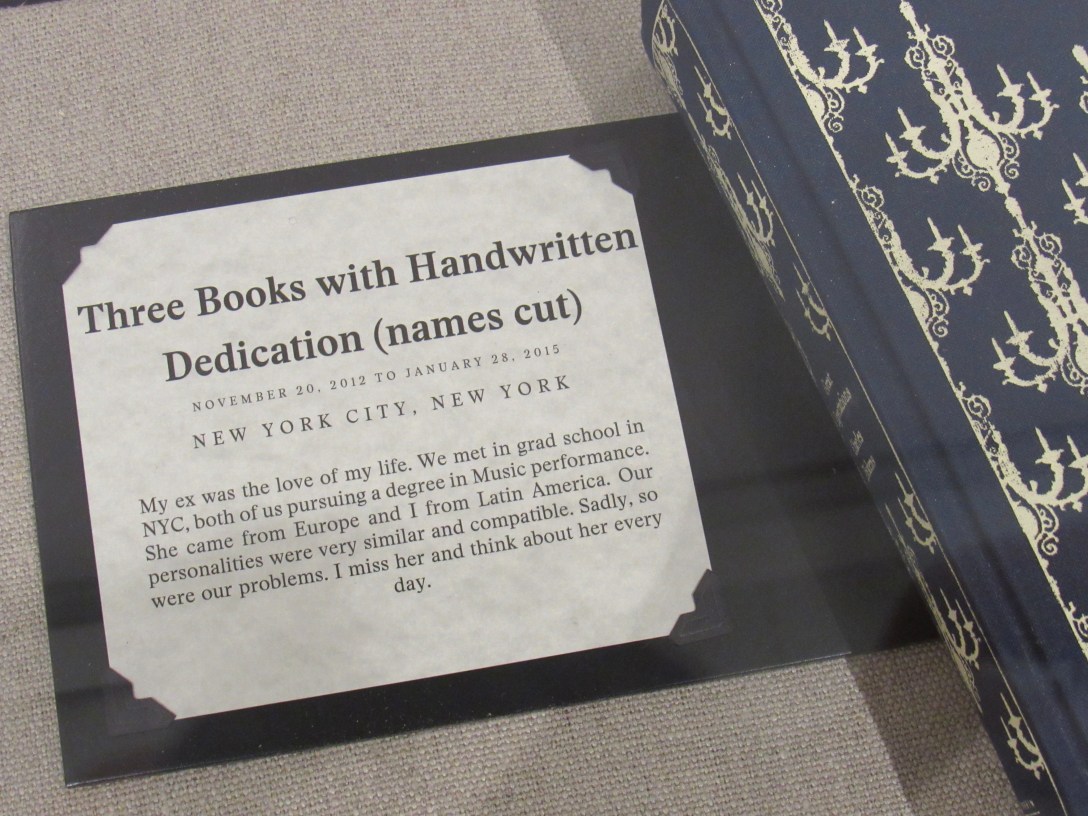 Three Books with Handwritten
Dedication (names cut)
NOVEMBER 20, 2012 TO JANUARY 28, 2015
NEW YORK CITY, NEW YORK
My ex was the love of my life. We met in grad school in
NYC, both of us pursuing a degree in Music performance.
She came from Europe and I from Latin America. Our
personalities were very similar and compatible. Sadly, so
were our problems. I miss her and think about her every
day.